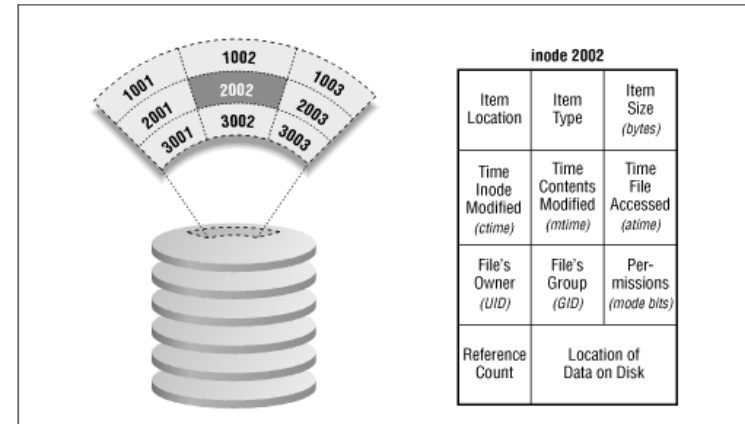 1001
1002
1003
2001
2002
2003
3001
3002
3003
inode 2002
Item
Location
Item
Type
Item
Size
(bytes)
Time
Inode
Modified
(ctime)
Time
Contents
Modified
(mtime)
Time
File
Accessed
(atime)
File's
Owner
(UID)
File's
Group
(GID)
Per-
missions
(mode bits)
Reference
Count
Location of
Data on Disk